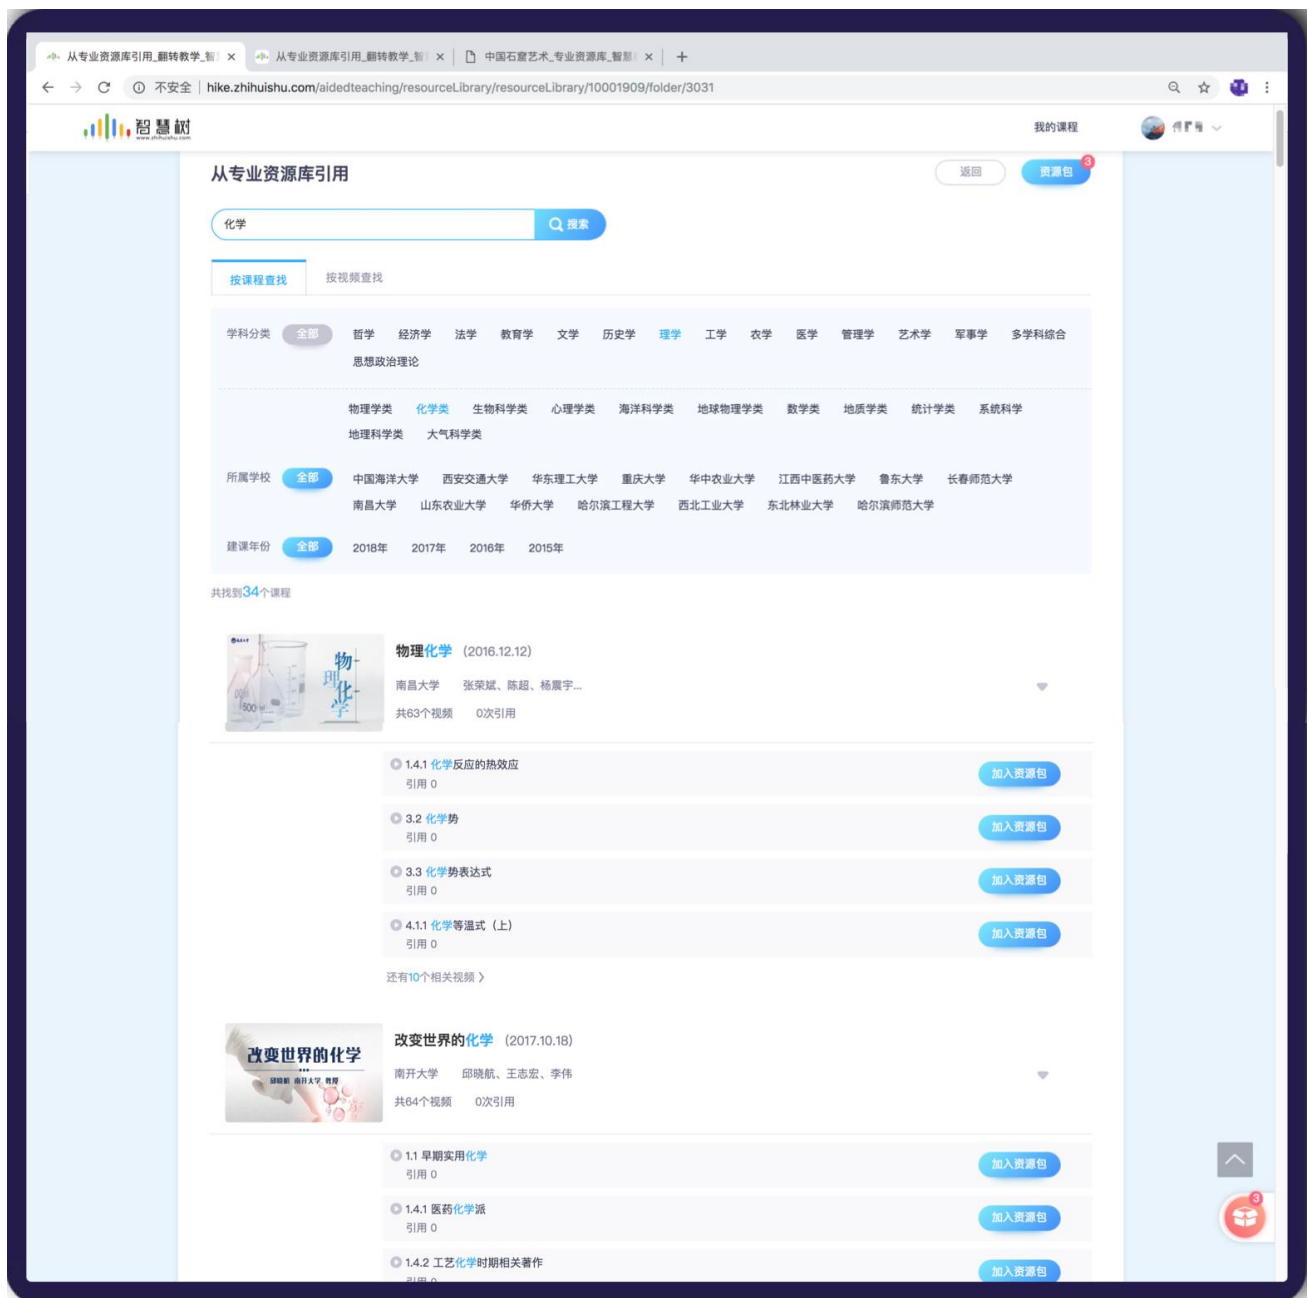 从专业资源库引用_翻转教学_智 × 从专业资源库引用_翻转教学_智 × 中国石窟艺术_专业资源库_智慧 × +
不安全 | hike.zhihuishu.com/aidedteaching/resourceLibrary/resourceLibrary/10001909/folder/3031
智慧树 我的课程
www.zhihuishu.com
从专业资源库引用 返回 资源包 3
化学 搜索
按课程查找 按视频查找
学科分类 全部 哲学 经济学 法学 教育学 文学 历史学 理学 工学 农学 医学 管理学 艺术学 军事学 多学科综合
思想政治理论
物理学类 化学类 生物科学类 心理学类 海洋科学类 地球物理学类 数学类 地质学类 统计学类 系统科学
地理科学类 大气科学类
所属学校 全部 中国海洋大学 西安交通大学 华东理工大学 重庆大学 华中农业大学 江西中医药大学 鲁东大学 长春师范大学
南昌大学 山东农业大学 华侨大学 哈尔滨工程大学 西北工业大学 东北林业大学 哈尔滨师范大学
建课年份 全部 2018年 2017年 2016年 2015年
共找到34个课程
物理化学
500
物理化学 (2016.12.12)
南昌大学 张荣斌、陈超、杨震宇...
共63个视频 0次引用
1.4.1 化学反应的热效应
引用 0
加入资源包
3.2 化学势
引用 0
加入资源包
3.3 化学势表达式
引用 0
加入资源包
4.1.1 化学等温式（上）
引用 0
加入资源包
还有10个相关视频 》
改变世界的化学
邱晓航 南开大学 教授
改变世界的化学 (2017.10.18)
南开大学 邱晓航、王志宏、李伟
共64个视频 0次引用
1.1 早期实用化学
引用 0
加入资源包
1.4.1 医药化学派
引用 0
加入资源包
3
1.4.2 工艺化学时期相关著作
引用 0
加入资源包